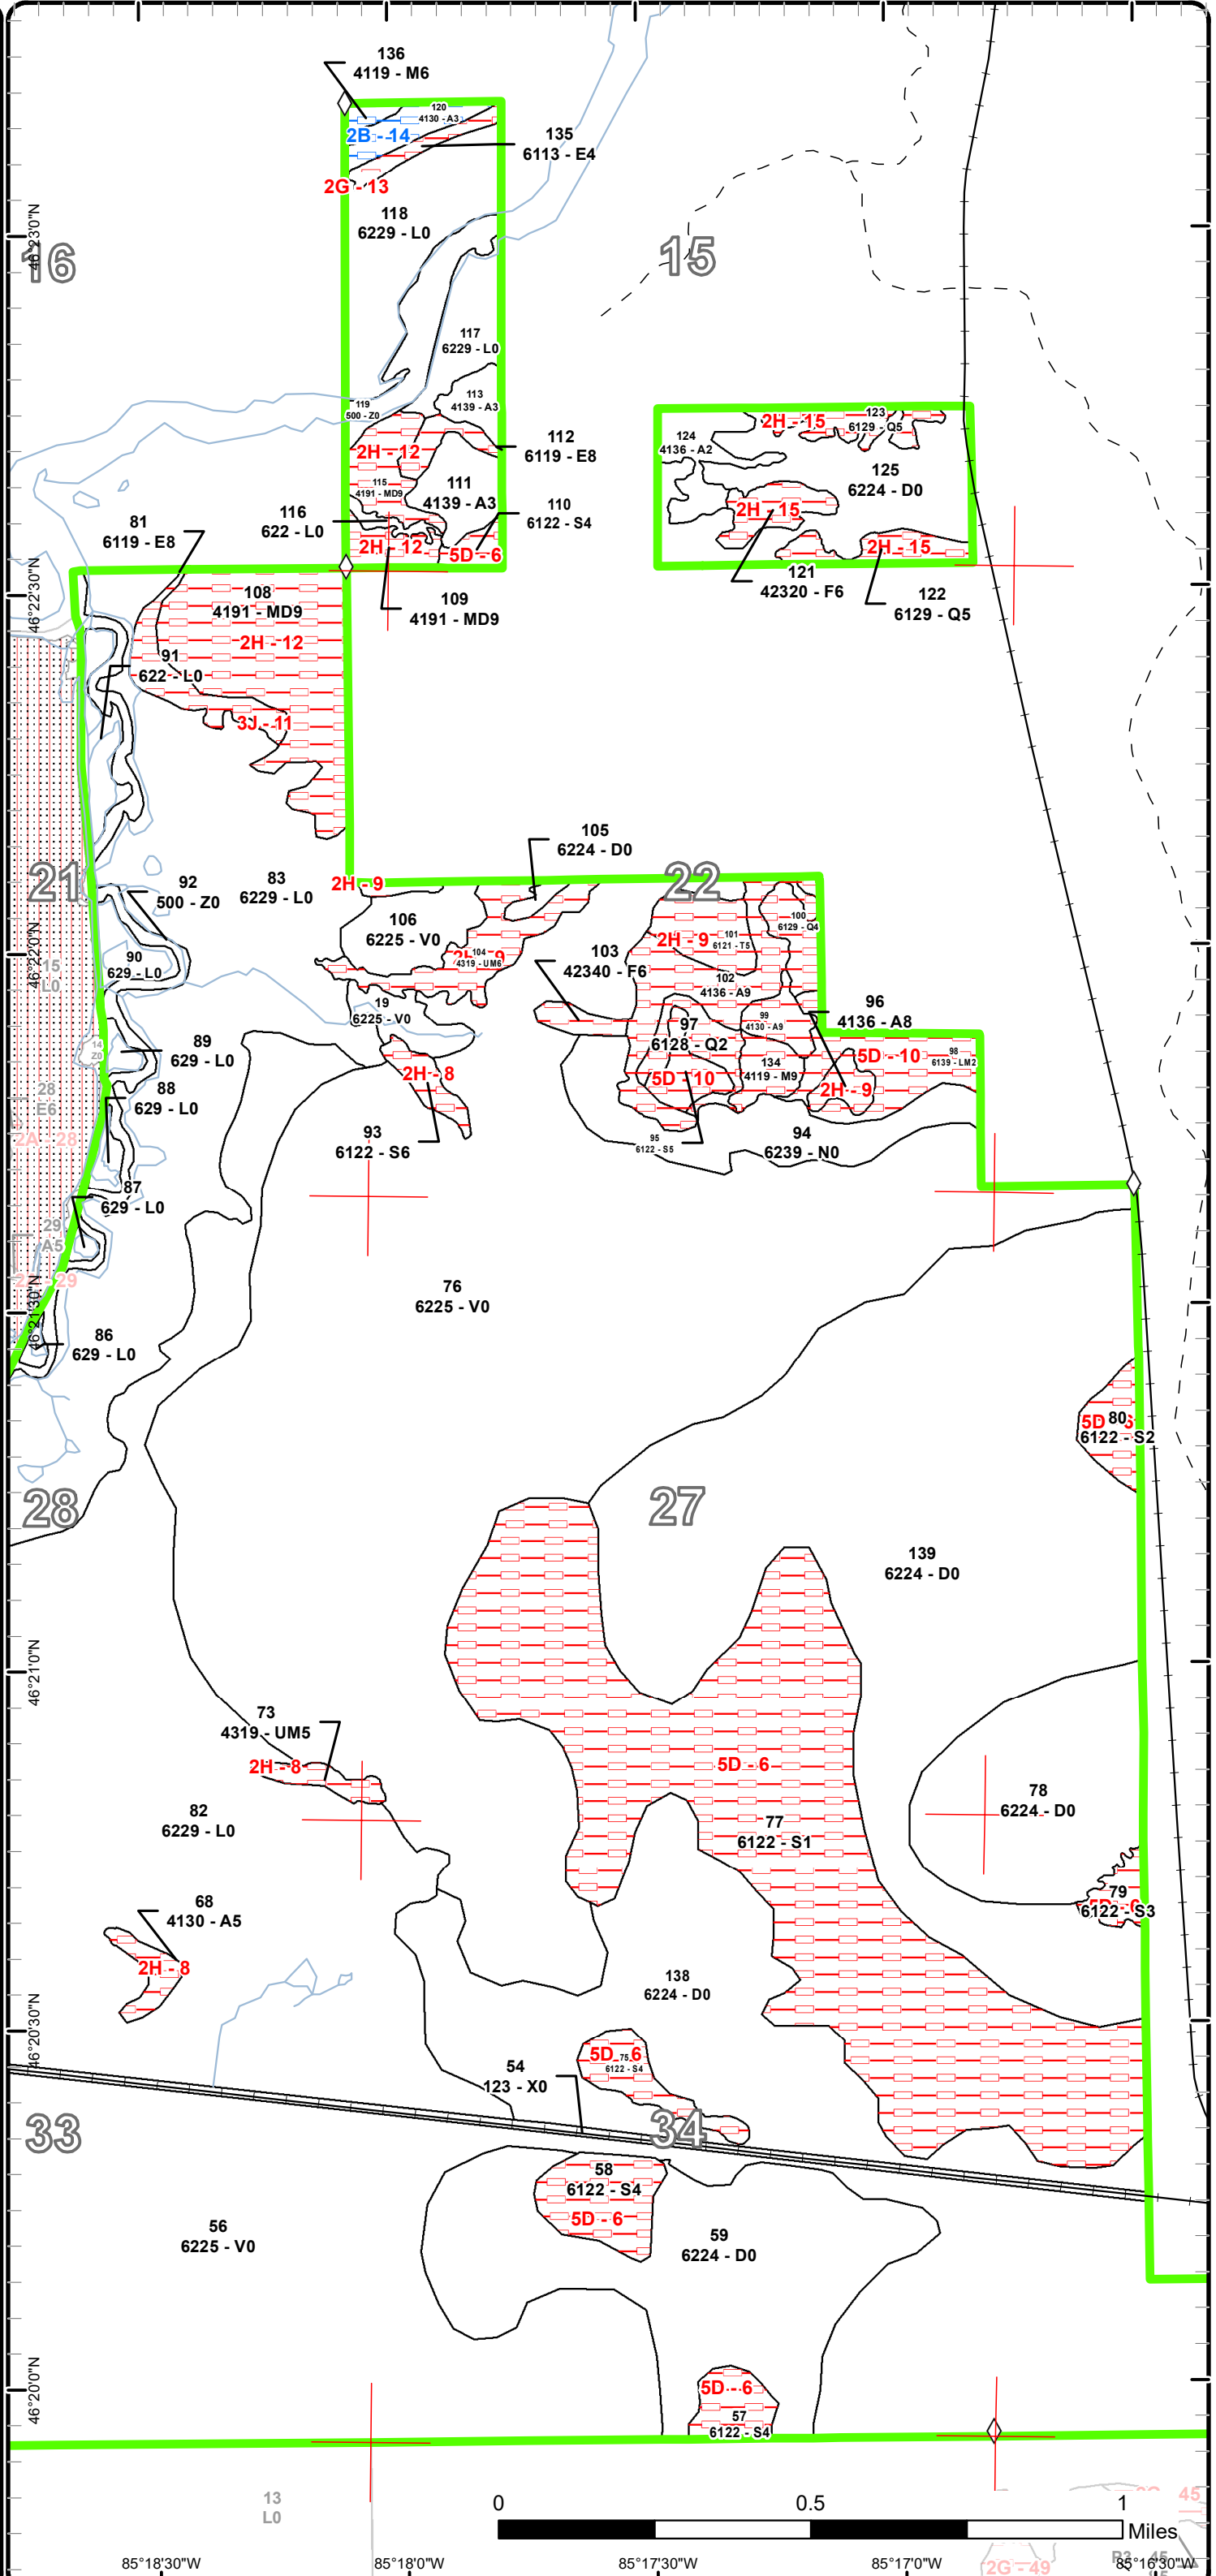 136
4119 - M6
120
4130 - A3
2B - 14
135
6113 - E4
2G - 13
118
6229 - L0
46°23'0"N
16
15
117
6229 - L0
113
4139 - A3
119
500 - Z0
2H - 12
112
6119 - E8
115
4191 - MD9
111
4139 - A3
110
6122 - S4
116
622 - L0
2H - 12
5D - 6
109
4191 - MD9
2H - 15
123
6129 - Q5
124
4136 - A2
125
6224 - D0
2H - 15
2H - 15
121
42320 - F6
122
6129 - Q5
81
6119 - E8
46°22'30"N
108
4191 - MD9
2H - 12
91
622 - L0
3J - 11
21
92
500 - Z0
83
6229 - L0
2H - 9
105
6224 - D0
22
106
6225 - V0
104
4319 - UM6
103
42340 - F6
2H - 9
101
6121 - T5
100
6129 - Q4
102
4136 - A9
46°22'0"N
90
629 - L0
15
L0
19
6225 - V0
99
4130 - A9
96
4136 - A8
97
6128 - Q2
5D - 10
134
4119 - M9
5D - 10
98
6139 - LM2
2H - 9
14
Z0
89
629 - L0
28
E6
88
629 - L0
2A - 28
2H - 8
93
6122 - S6
95
6122 - S5
94
6239 - N0
87
629 - L0
29
A5
46°21'30"N
76
6225 - V0
86
629 - L0
80
6122 - S2
28
27
139
6224 - D0
46°21'0"N
73
4319 - UM5
2H - 8
5D - 6
78
6224 - D0
82
6229 - L0
77
6122 - S1
68
4130 - A5
2H - 8
79
6122 - S3
138
6224 - D0
46°20'30"N
5D - 6
75
6122 - S4
54
123 - X0
33
34
58
6122 - S4
5D - 6
56
6225 - V0
59
6224 - D0
46°20'0"N
5D - 6
57
6122 - S4
13
L0
45
0
0.5
1
Miles
2G - 49
85°18'30"W
85°18'0"W
85°17'30"W
85°17'0"W
85°16'30"W